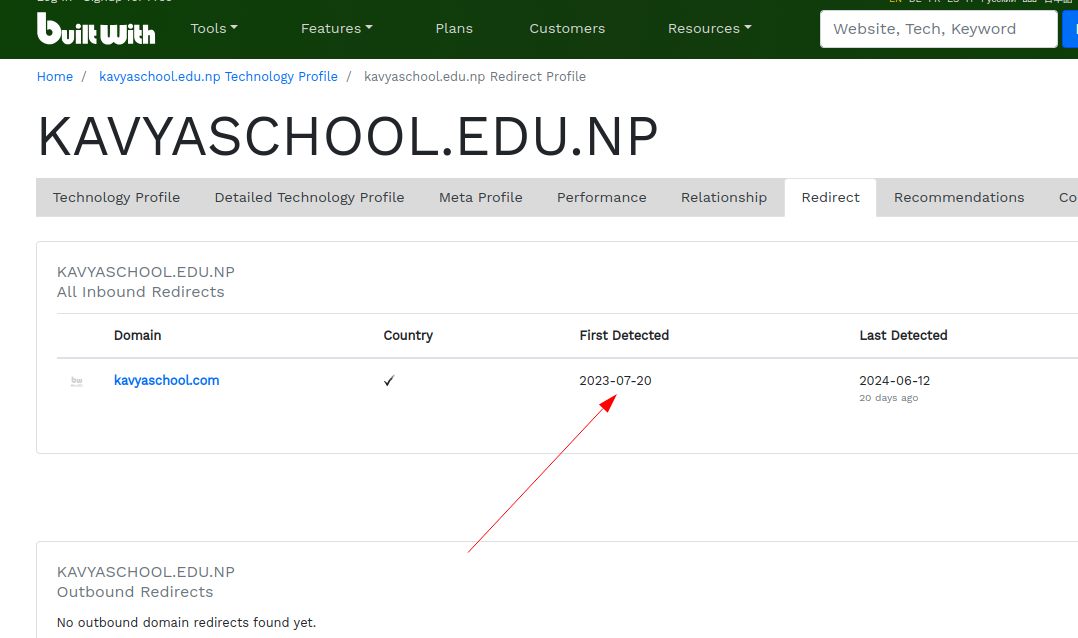 built with
Tools
Features
Plans
Customers
Resources
Website, Tech, Keyword
Home / kavyaschool.edu.np Technology Profile / kavyaschool.edu.np Redirect Profile
KAVYASCHOOL.EDU.NP
Technology Profile
Detailed Technology Profile
Meta Profile
Performance
Relationship
Redirect
Recommendations
Co
KAVYASCHOOL.EDU.NP
All Inbound Redirects
Domain Country First Detected Last Detected
kavyaschool.com ✓ 2023-07-20 2024-06-12
20 days ago
KAVYASCHOOL.EDU.NP
Outbound Redirects
No outbound domain redirects found yet.